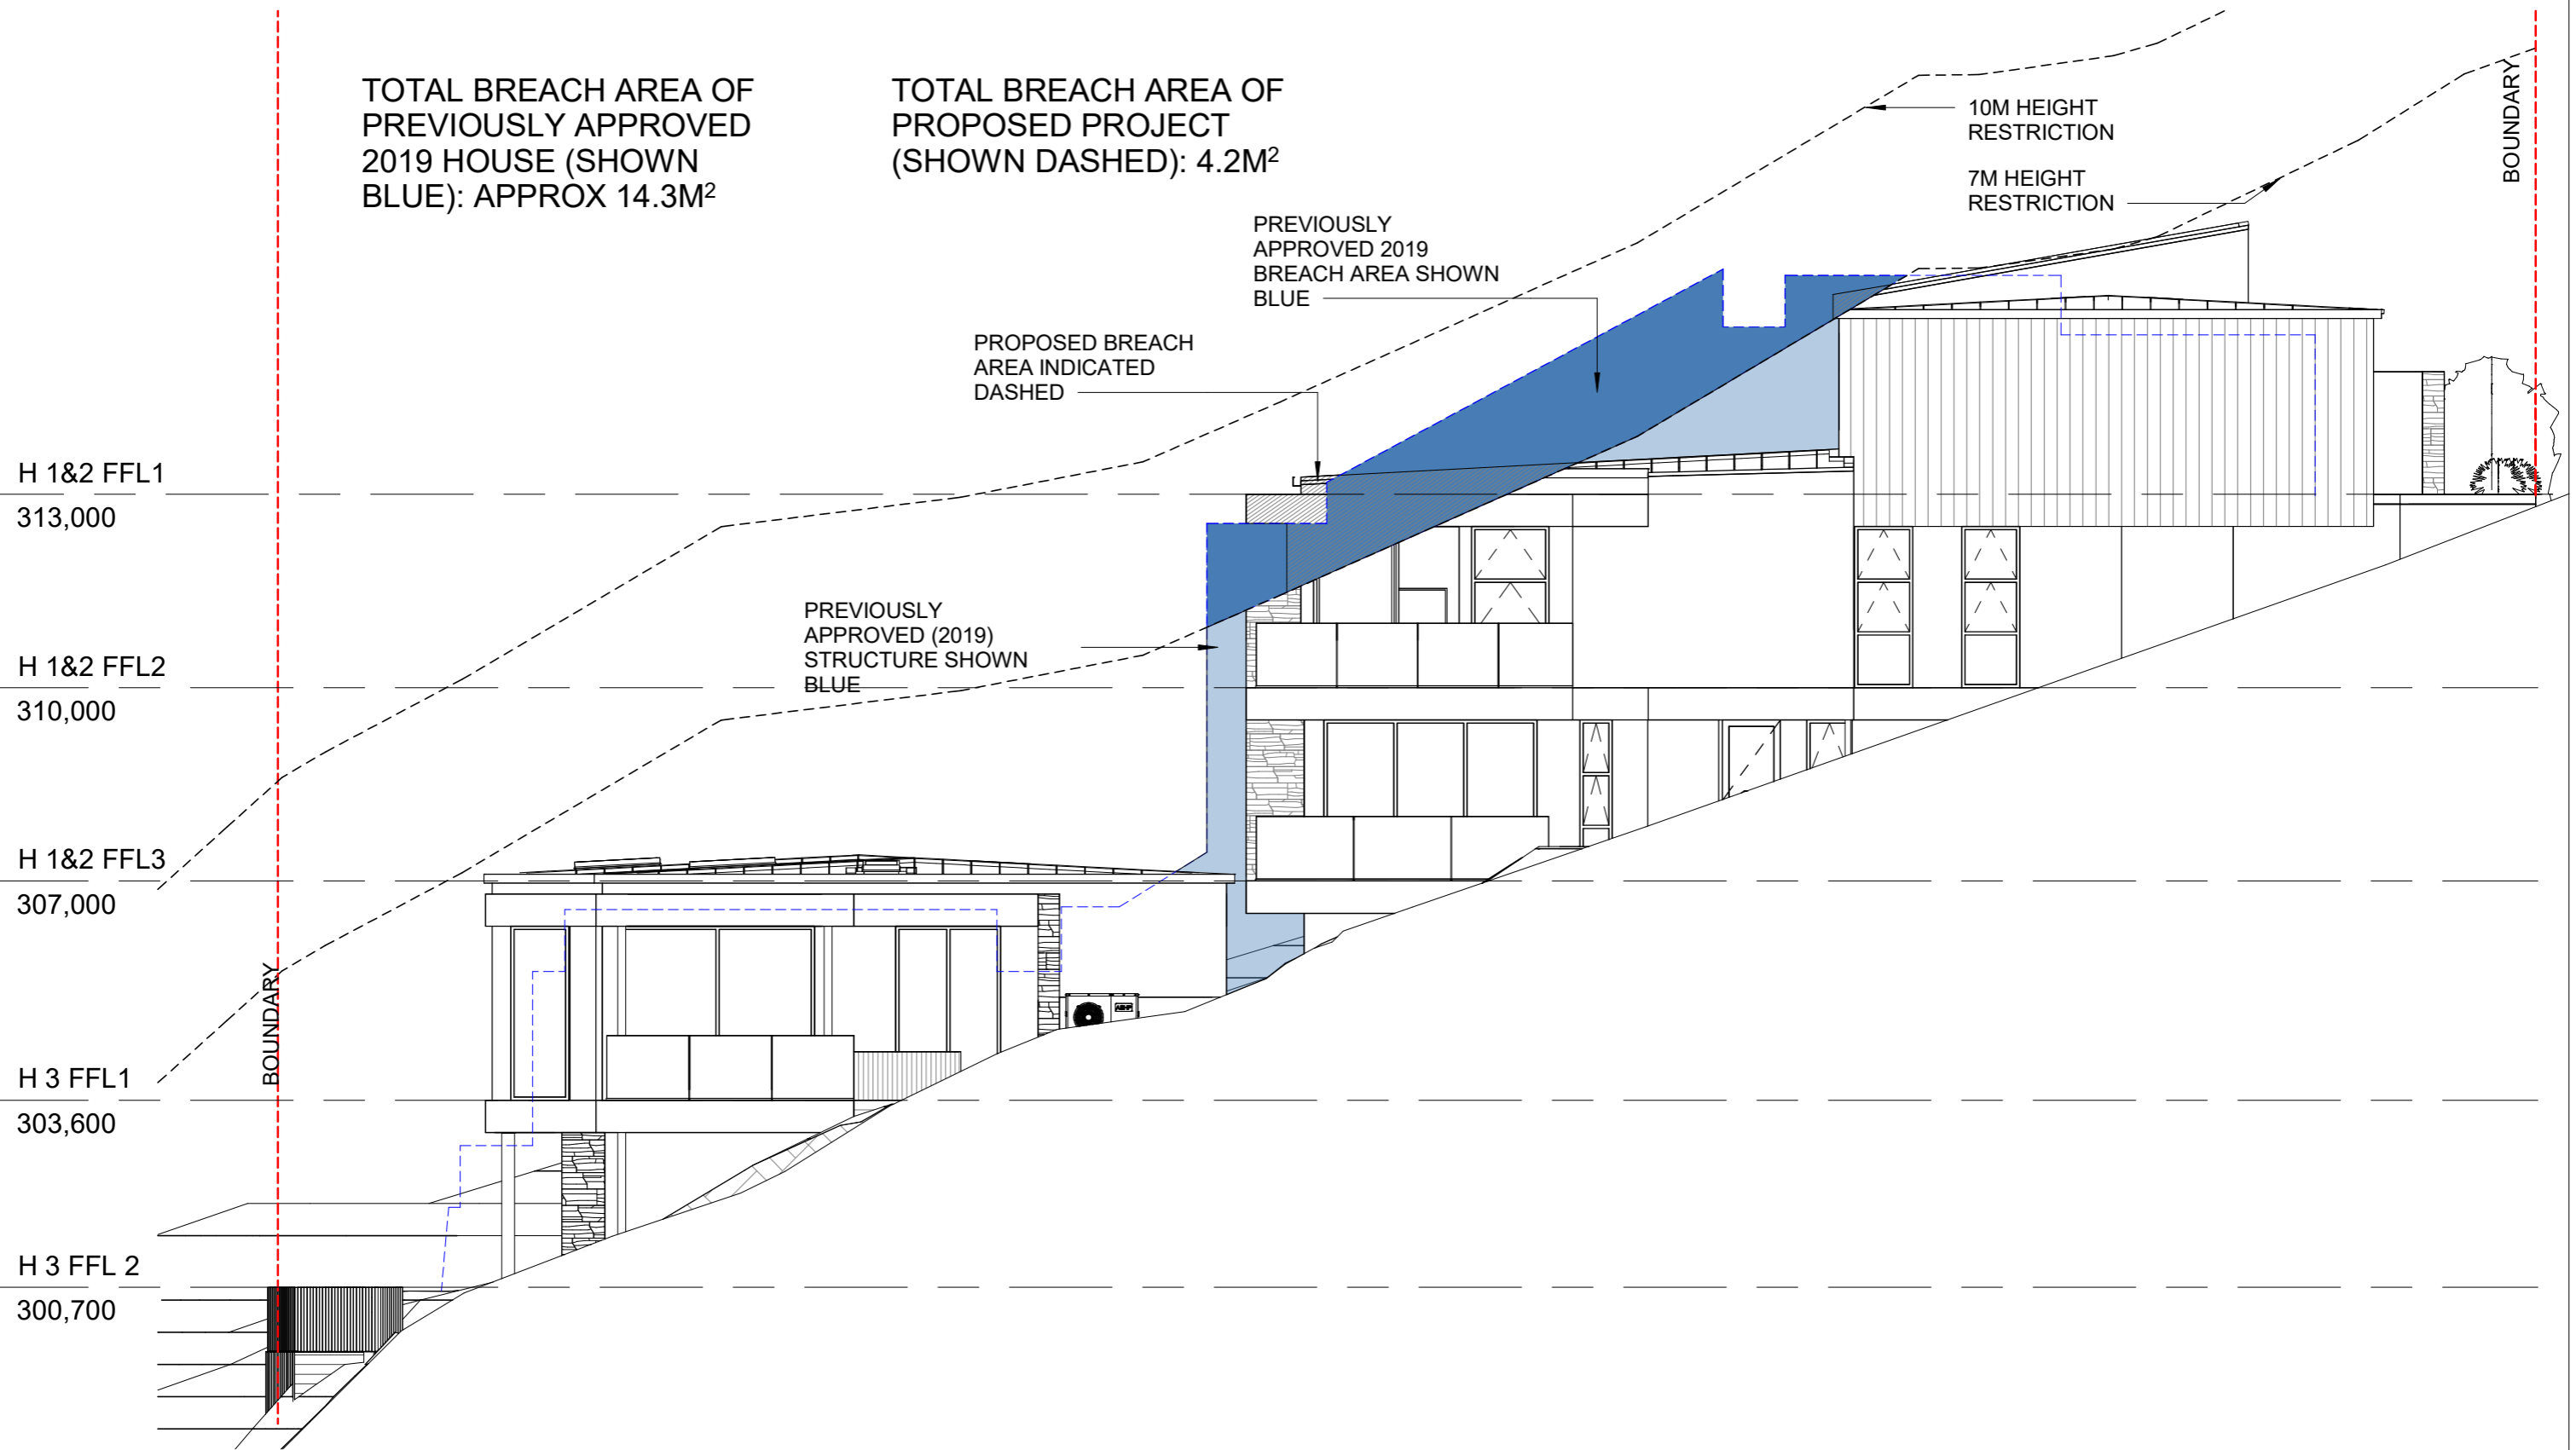 TOTAL BREACH AREA OF
PREVIOUSLY APPROVED
2019 HOUSE (SHOWN
BLUE): APPROX 14.3M²
TOTAL BREACH AREA OF
PROPOSED PROJECT
(SHOWN DASHED): 4.2M²
10M HEIGHT
RESTRICTION
7M HEIGHT
RESTRICTION
BOUNDARY
PREVIOUSLY
APPROVED 2019
BREACH AREA SHOWN
BLUE
PROPOSED BREACH
AREA INDICATED
DASHED
H 1&2 FFL1
313,000
PREVIOUSLY
APPROVED (2019)
STRUCTURE SHOWN
BLUE
H 1&2 FFL2
310,000
H 1&2 FFL3
307,000
BOUNDARY
H 3 FFL1
303,600
H 3 FFL 2
300,700